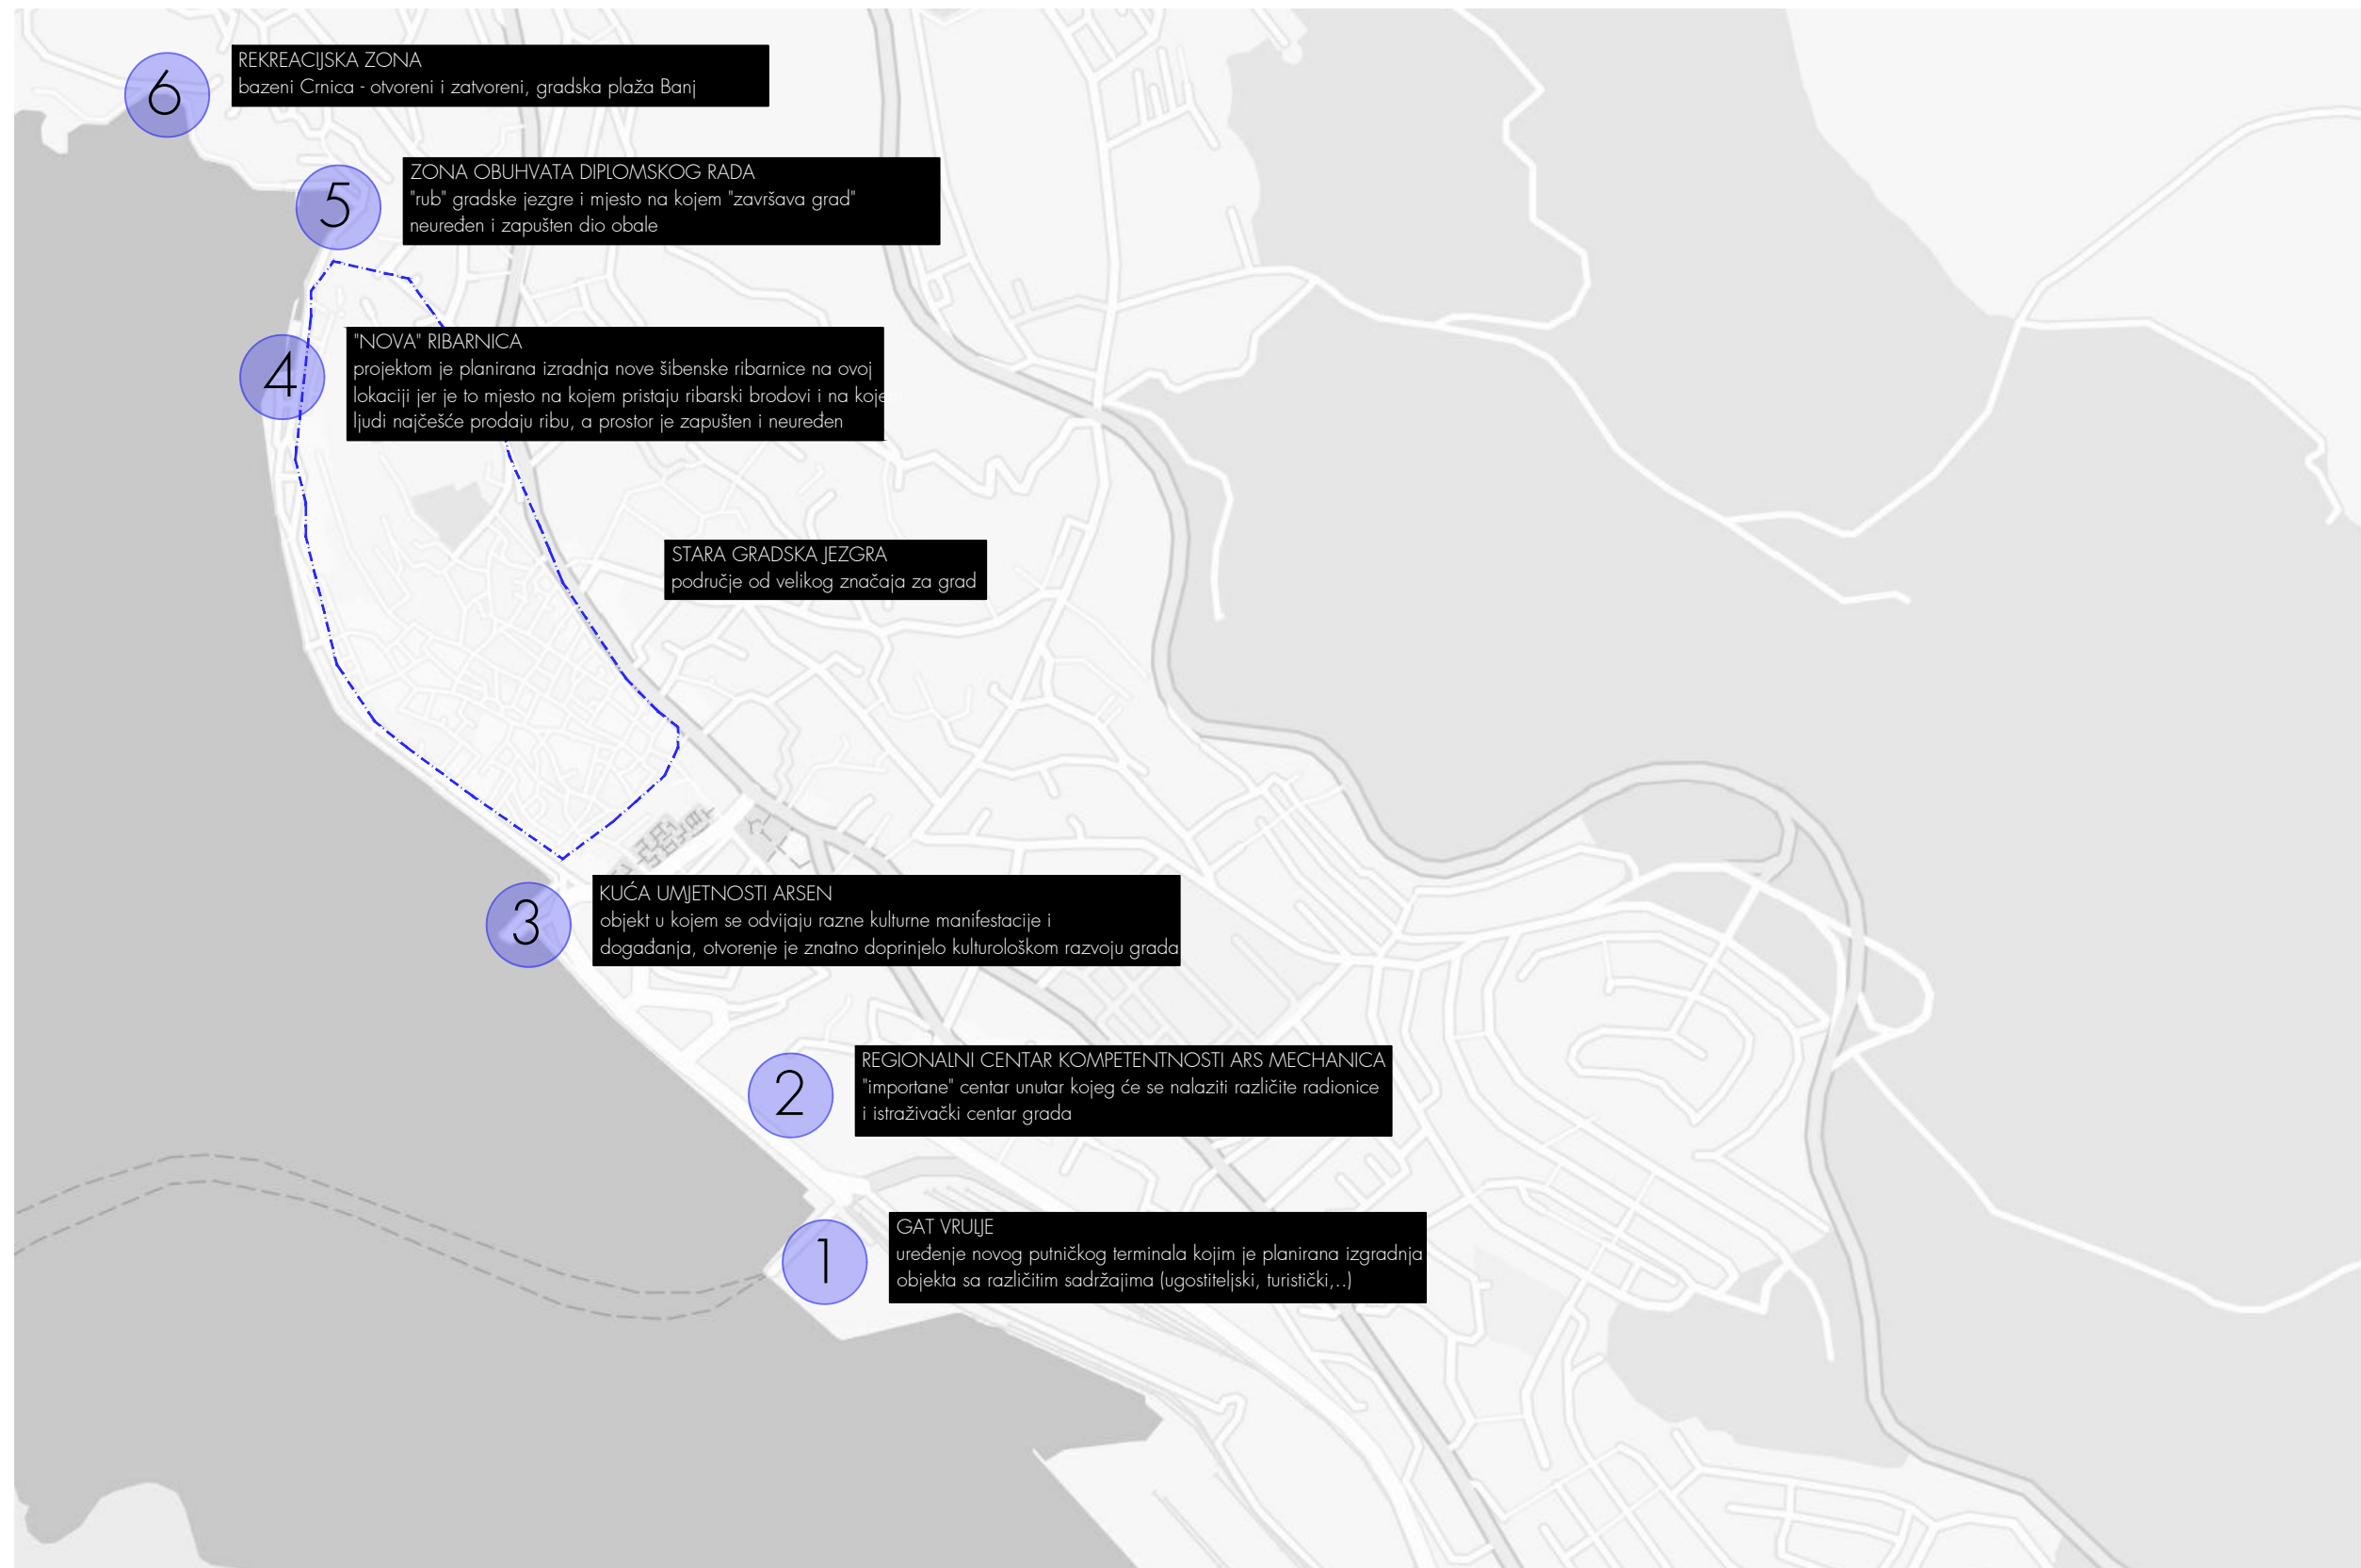 6
REKREACIJSKA ZONA
bazeni Crnica - otvoreni i zatvoreni, gradska plaža Banj
5
ZONA OBUHVATA DIPLOMSKOG RADA
"rub" gradske jezgre i mjesto na kojem "završava grad"
neuređen i zapušten dio obale
4
"NOVA" RIBARNICA
projektom je planirana izradnja nove šibenske ribarnice na ovoj
lokaciji jer je to mjesto na kojem pristaju ribarski brodovi i na koje
ljudi najčešće prodaju ribu, a prostor je zapušten i neuređen
STARA GRADSKA JEZGRA
područje od velikog značaja za grad
3
KUĆA UMJETNOSTI ARSEN
objekt u kojem se odvijaju razne kulturne manifestacije i
događanja, otvorenje je znatno doprinjelo kulturološkom razvoju grada
2
REGIONALNI CENTAR KOMPETENTNOSTI ARS MECHANICA
"importane" centar unutar kojeg će se nalaziti različite radionice
i istraživački centar grada
1
GAT VRULJE
uređenje novog putničkog terminala kojim je planirana izgradnja
objekta sa različitim sadržajima (ugostiteljski, turistički,..)